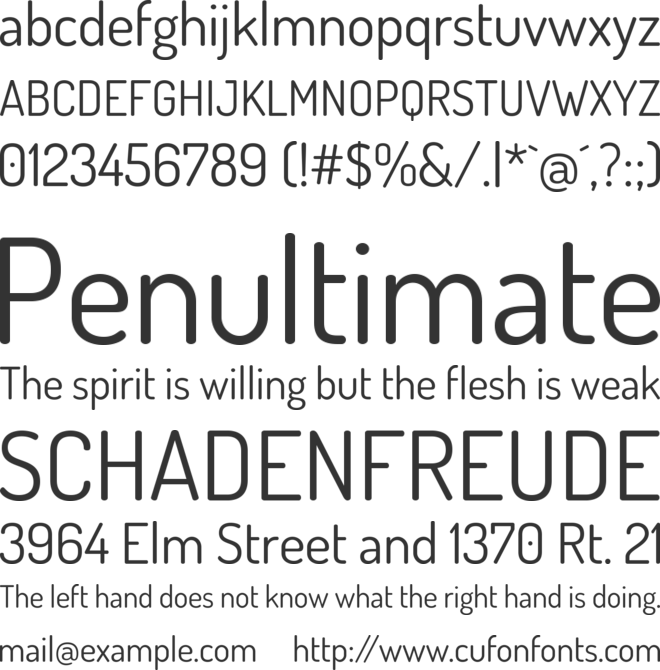 abcdefghijklmnopqrstuvwxyz
ABCDEFGHIJKLMNOPQRSTUVWXYZ
0123456789 (!#$%&/.|*`@´,?:;)
Penultimate
The spirit is willing but the flesh is weak
SCHADENFREUDE
3964 Elm Street and 1370 Rt. 21
The left hand does not know what the right hand is doing.
mail@example.com http://www.cufonfonts.com